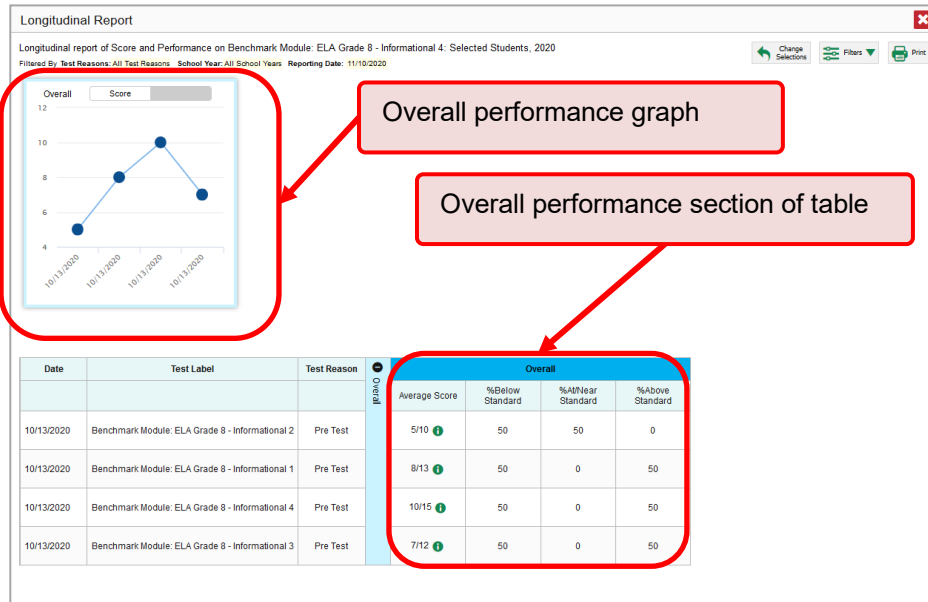 Longitudinal Report
Longitudinal report of Score and Performance on Benchmark Module: ELA Grade 8 - Informational 4: Selected Students, 2020
Filtered By Test Reasons: All Test Reasons School Year: All School Years Reporting Date: 11/10/2020
Change Selections
Filters
Print
Overall Score
12
10
8
6
4
10/13/2020 10/13/2020 10/13/2020 10/13/2020
Overall performance graph
Overall performance section of table
Date Test Label Test Reason Overall Overall
Average Score %Below Standard %At/Near Standard %Above Standard
10/13/2020 Benchmark Module: ELA Grade 8 - Informational 2 Pre Test 5/10 50 50 0
10/13/2020 Benchmark Module: ELA Grade 8 - Informational 1 Pre Test 8/13 50 0 50
10/13/2020 Benchmark Module: ELA Grade 8 - Informational 4 Pre Test 10/15 50 0 50
10/13/2020 Benchmark Module: ELA Grade 8 - Informational 3 Pre Test 7/12 50 0 50